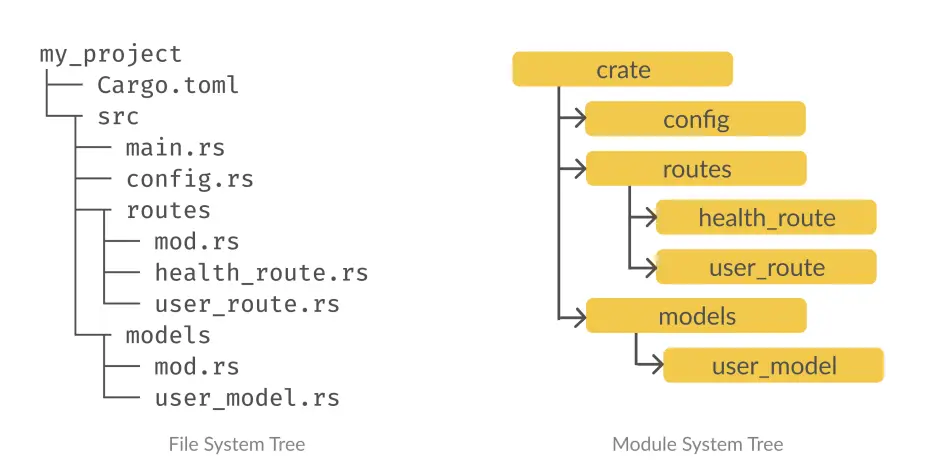 my_project
Cargo.toml
src
main.rs
config.rs
routes
mod.rs
health_route.rs
user_route.rs
models
mod.rs
user_model.rs
File System Tree
crate
config
routes
health_route
user_route
models
user_model
Module System Tree